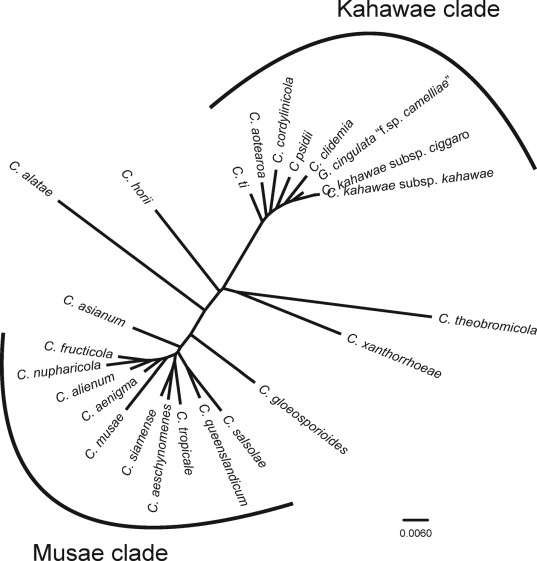 Kahawae clade
C. cordylinicola
C. aotearoa
C psidii
C. clidemia
G. cingulata "f.sp. camelliae"
C. kahawae subsp. ciggaro
C. kahawae subsp. kahawae
C. ti
C. horii
C. alatae
C. theobromicola
C. xanthorrhoeae
C. asianum
C. fructicola
C. nupharicola
C. alienum
C. aenigma
C. musae
C. siamense
C. aeschynomenes
C. tropicale
C. queenslandicum
C. salsolae
C. gloeosporioides
0.0060
Musae clade